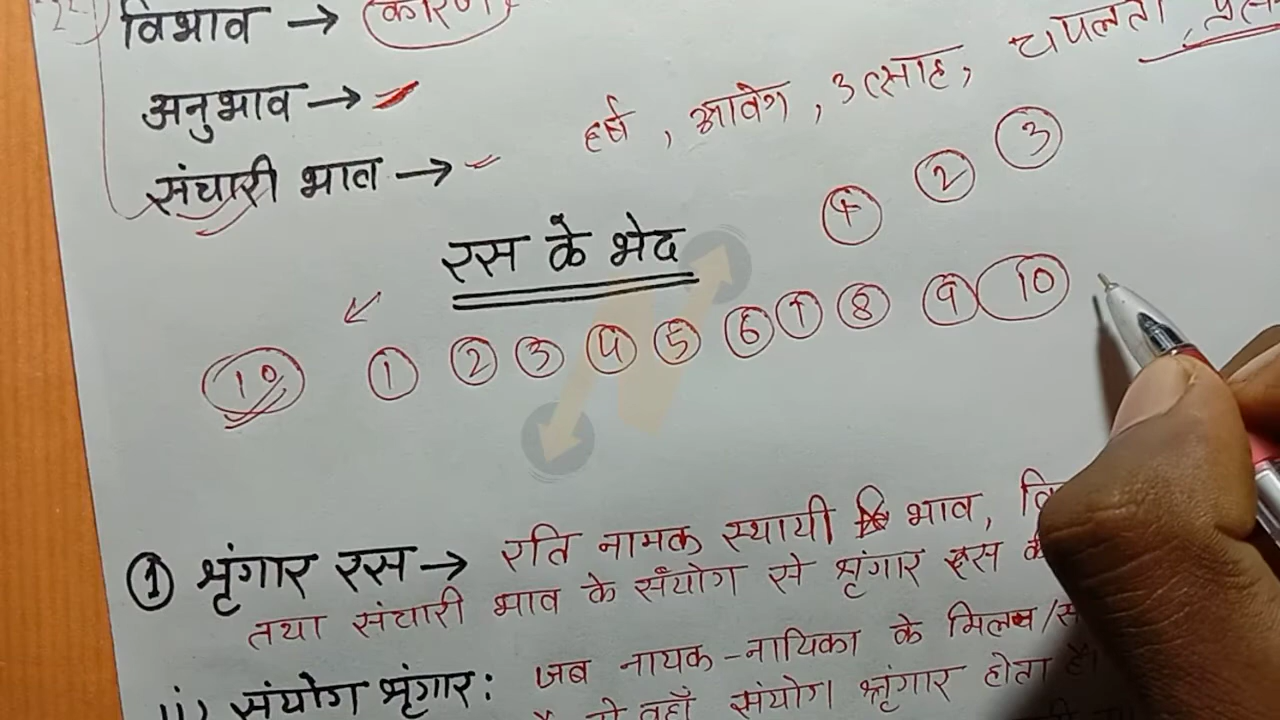 विभाव → कारण
अनुभाव →
संचारी भाव →
हर्ष , आवेग , उत्साह, चपलता ,
4 2 3
रस के भेद
10 1 2 3 4 5 6 7 8 9 10
1 श्रृंगार रस → रति नामक स्थायी भाव,
तथा संचारी भाव के संयोग से श्रृंगार रस
संयोग श्रृंगार : जब नायक-नायिका के मिलन/
वहाँ संयोग श्रृंगार होता है।